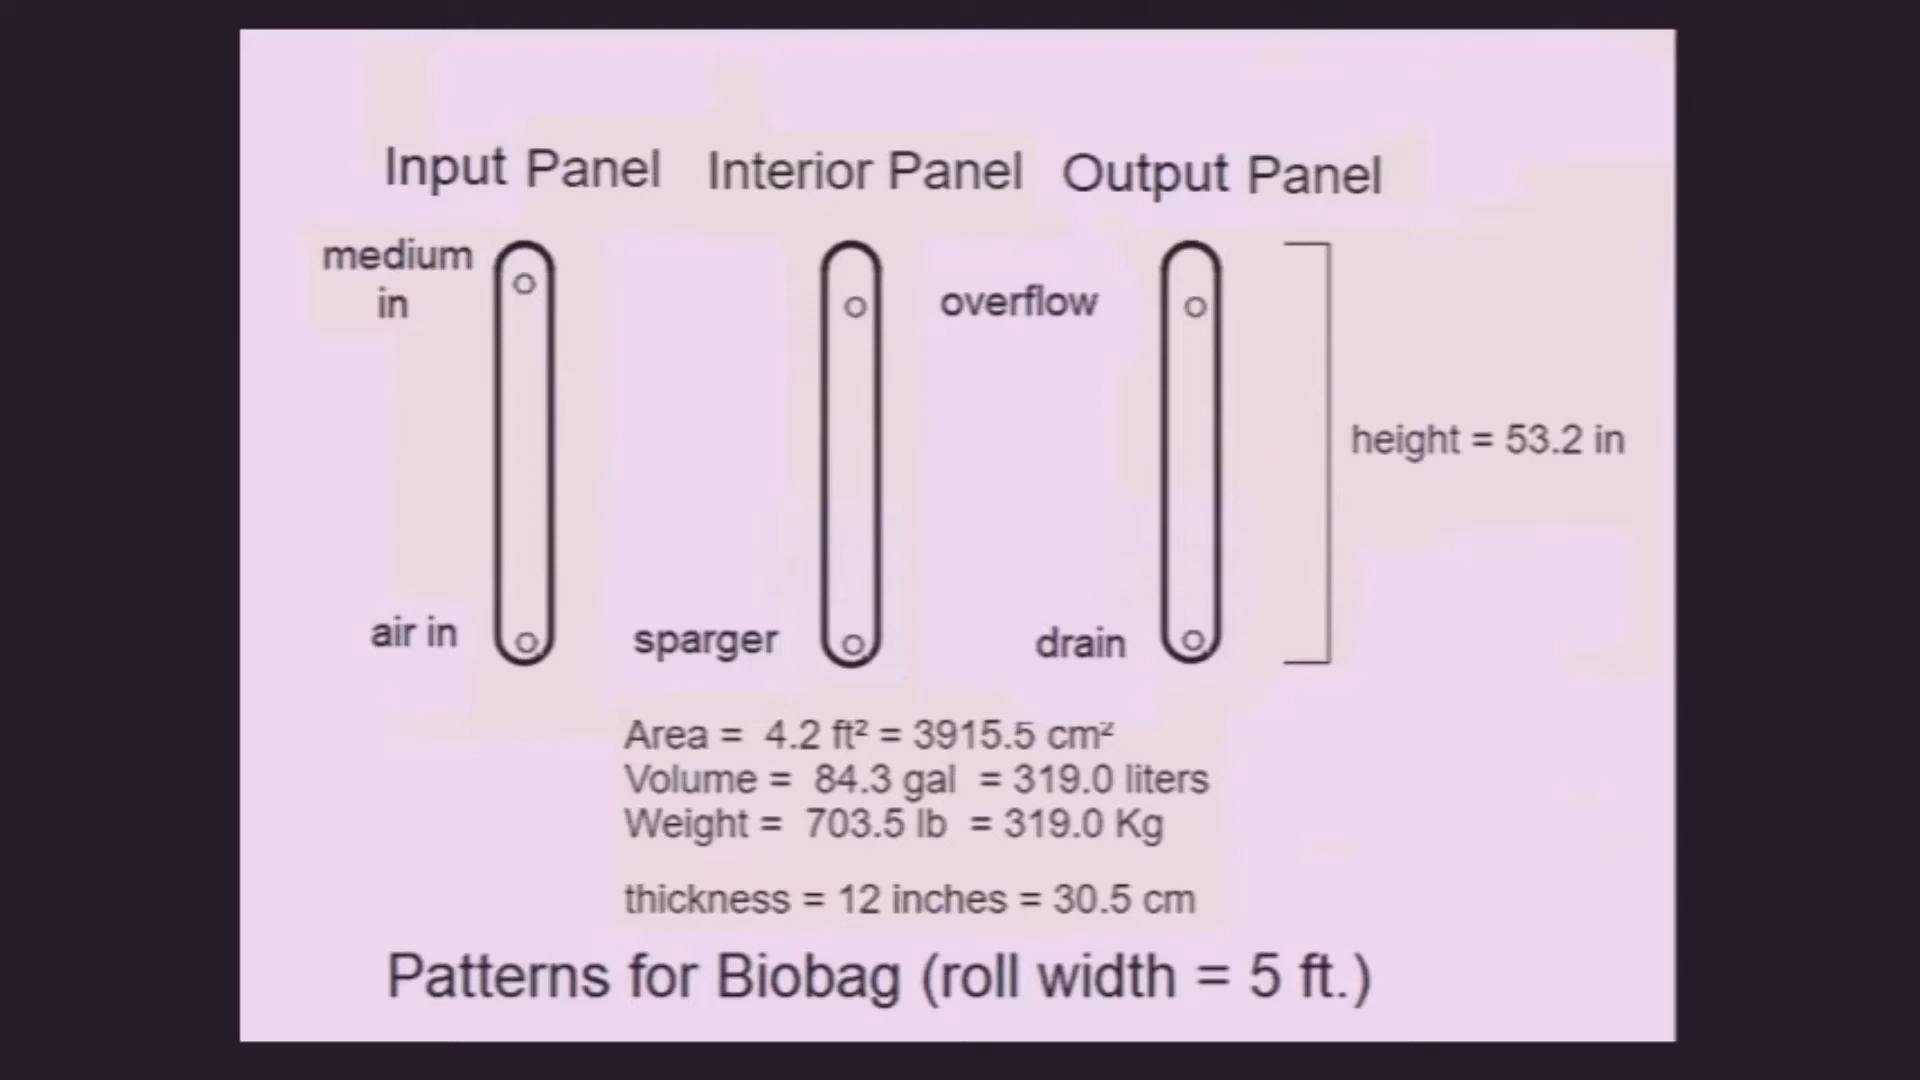 Input Panel Interior Panel Output Panel
medium
in
overflow
height = 53.2 in
air in
sparger
drain
Area = 4.2 ft² = 3915.5 cm²
Volume = 84.3 gal = 319.0 liters
Weight = 703.5 lb = 319.0 Kg
thickness = 12 inches = 30.5 cm
Patterns for Biobag (roll width = 5 ft.)